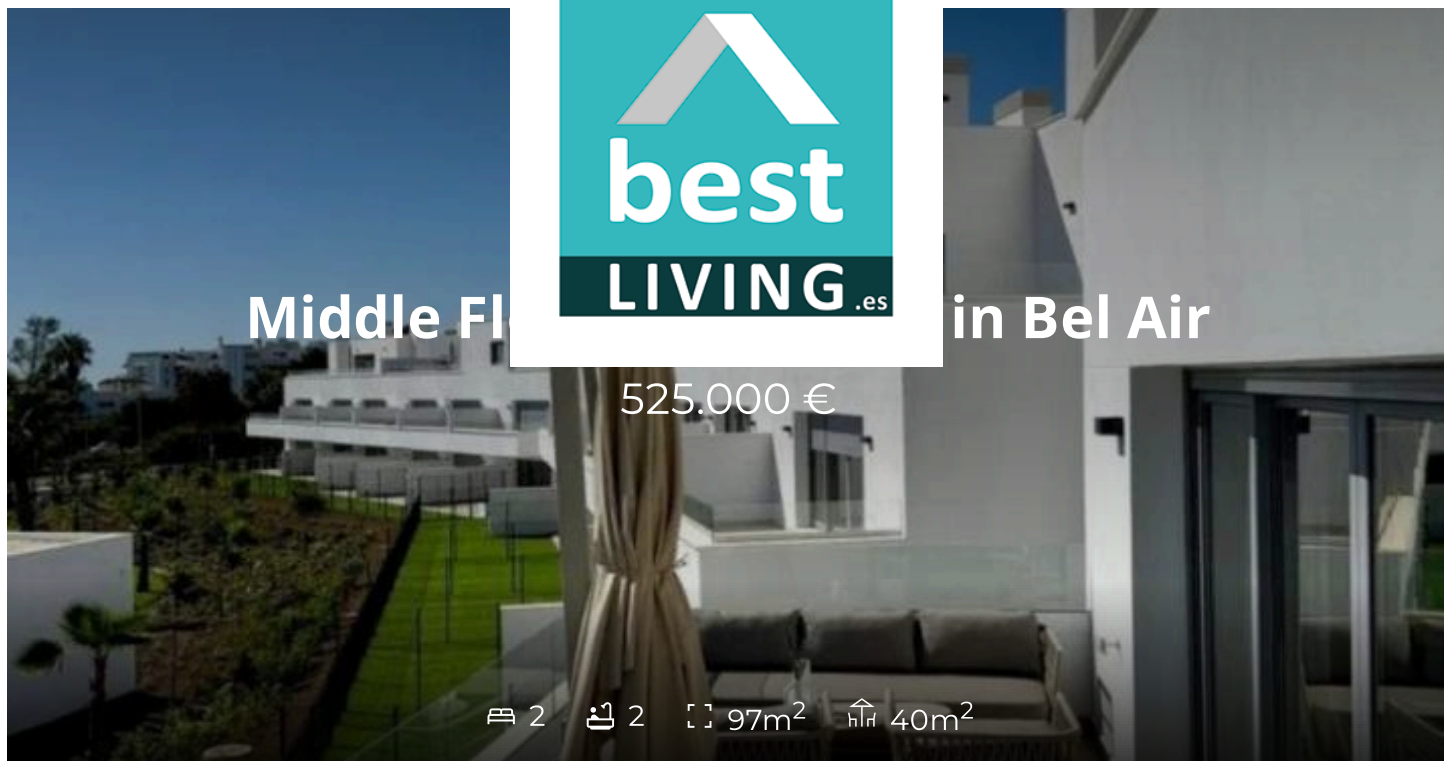 best
LIVING.es
Middle Fl in Bel Air
525.000 €
2 2 97m² 40m²